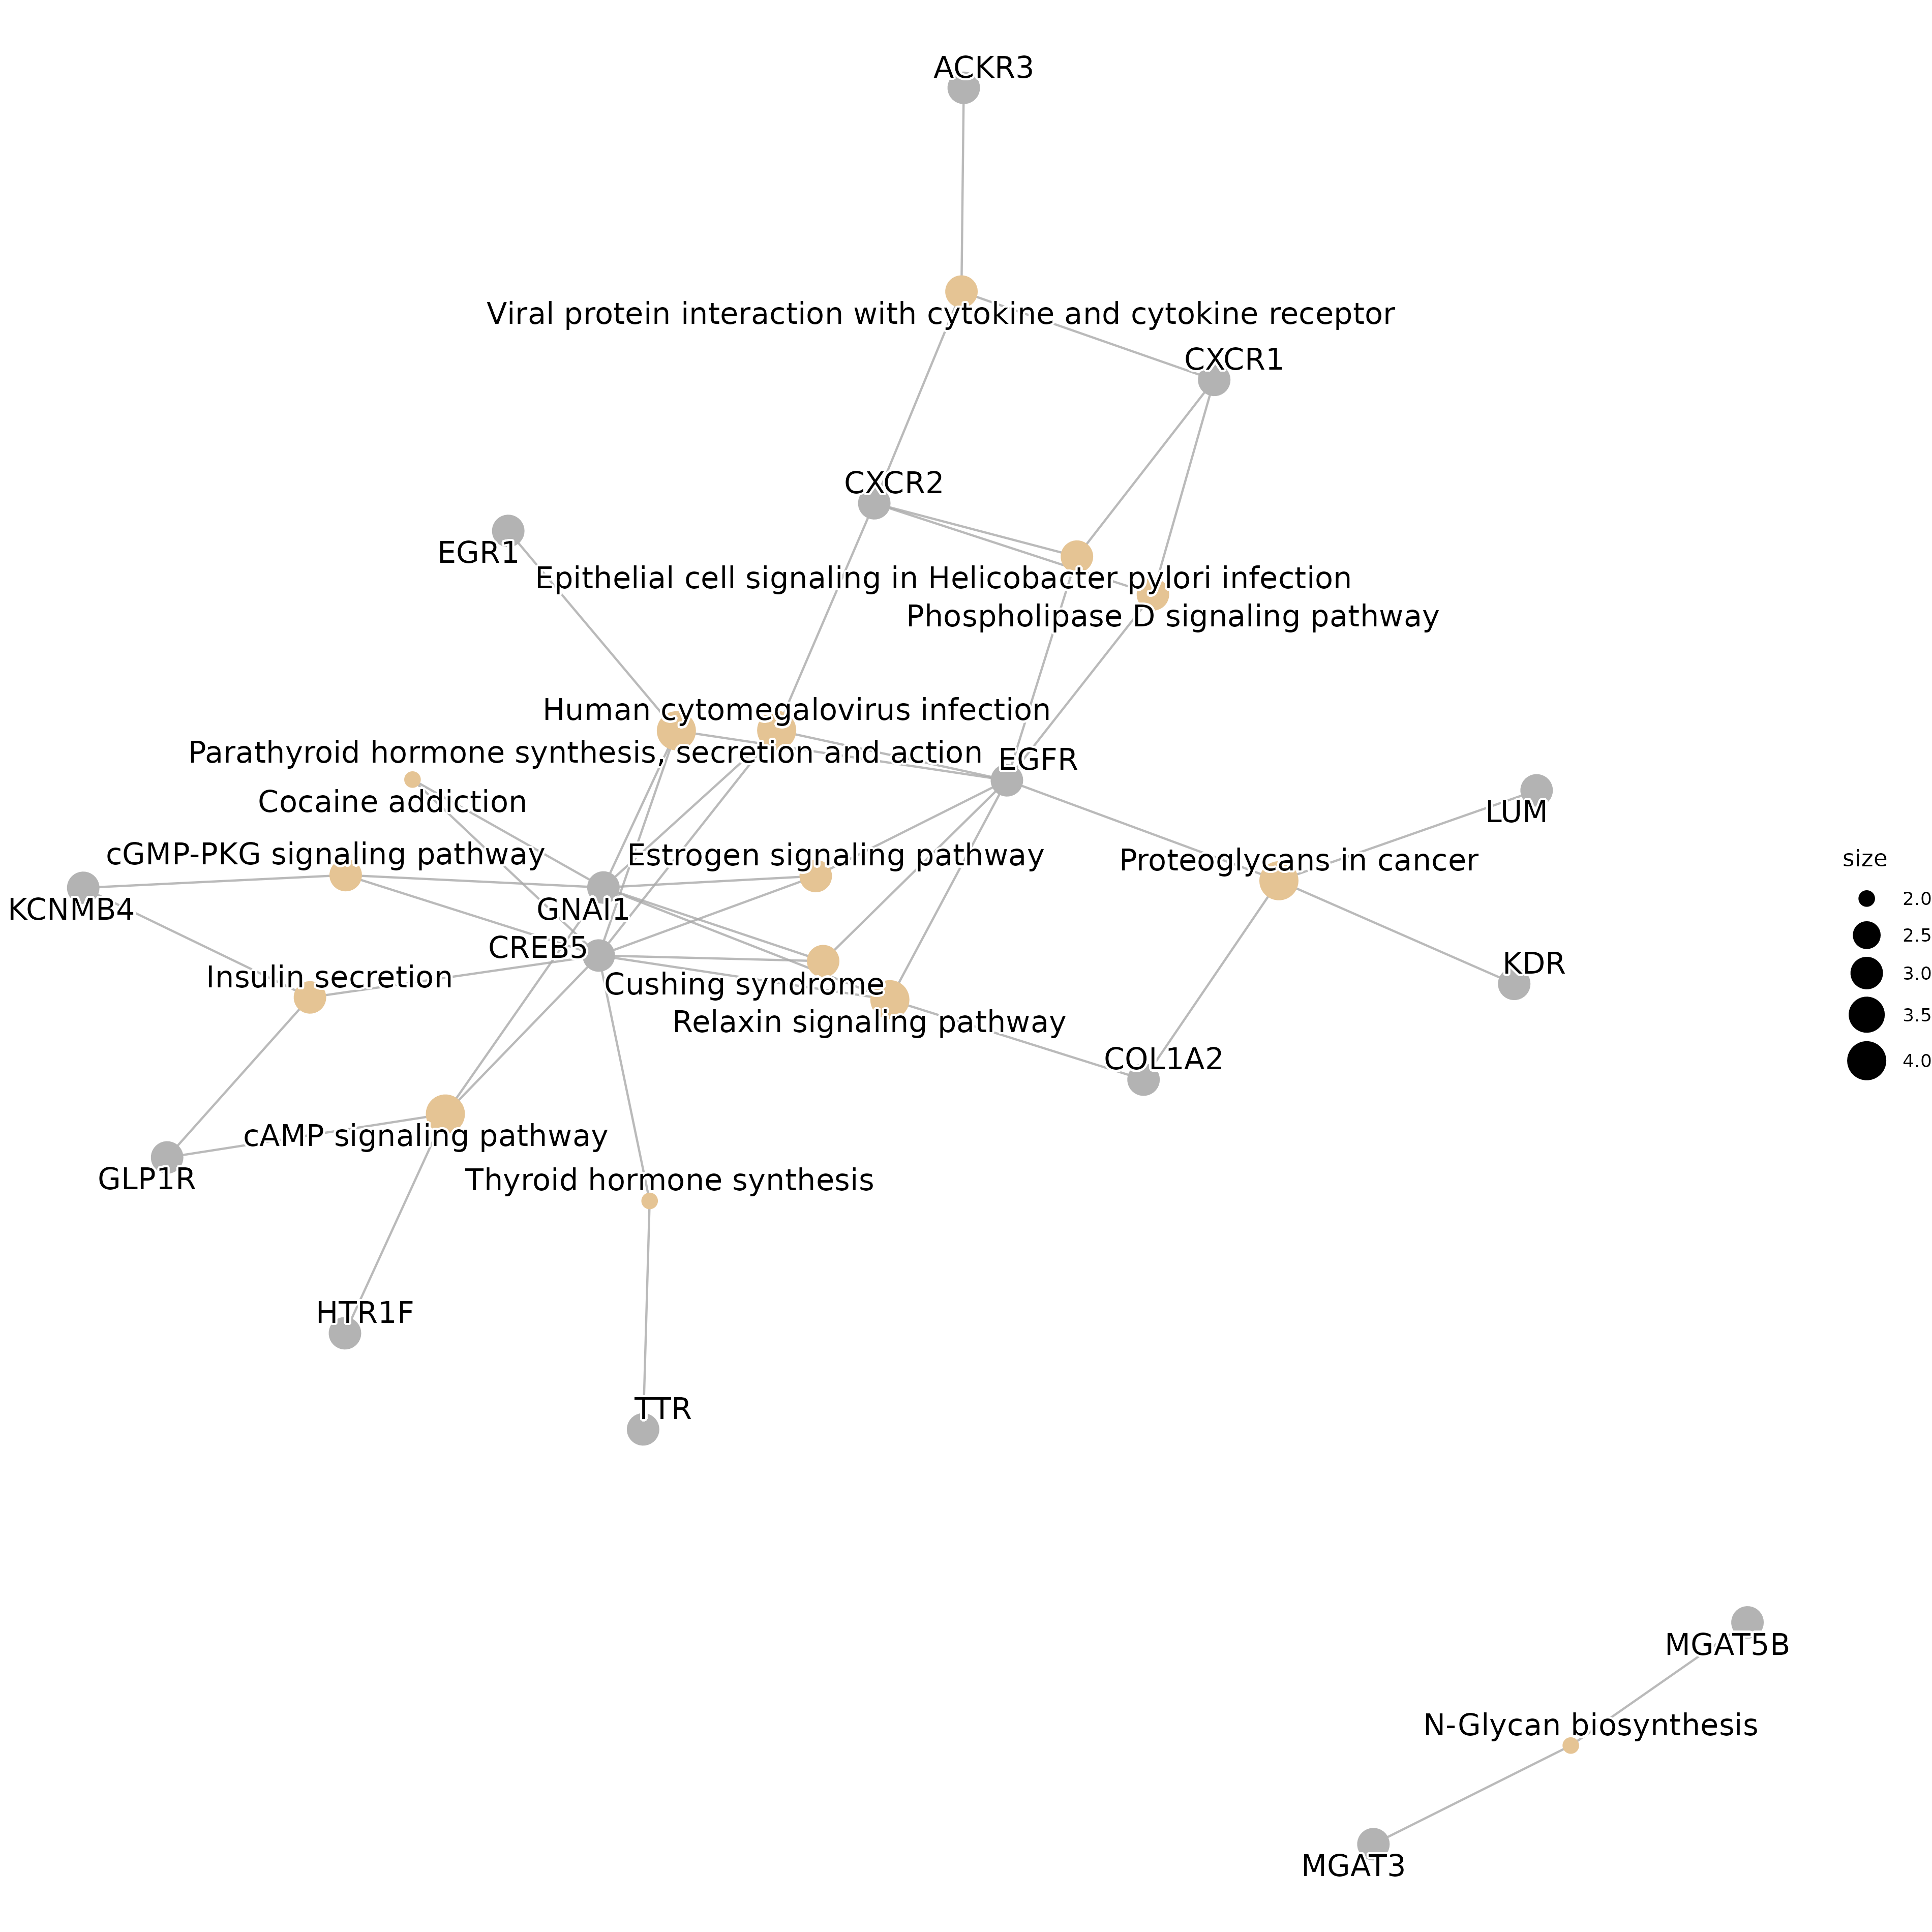 ACKR3
Viral protein interaction with cytokine and cytokine receptor
CXCR1
CXCR2
EGR1
Epithelial cell signaling in Helicobacter pylori infection
Phospholipase D signaling pathway
Human cytomegalovirus infection
Parathyroid hormone synthesis, secretion and action
EGFR
Cocaine addiction
LUM
cGMP-PKG signaling pathway
Estrogen signaling pathway
Proteoglycans in cancer
size
KCNMB4
GNAI1
2.0
2.5
3.0
3.5
4.0
CREB5
KDR
Insulin secretion
Cushing syndrome
Relaxin signaling pathway
COL1A2
cAMP signaling pathway
GLP1R
Thyroid hormone synthesis
HTR1F
TTR
MGAT5B
N-Glycan biosynthesis
MGAT3